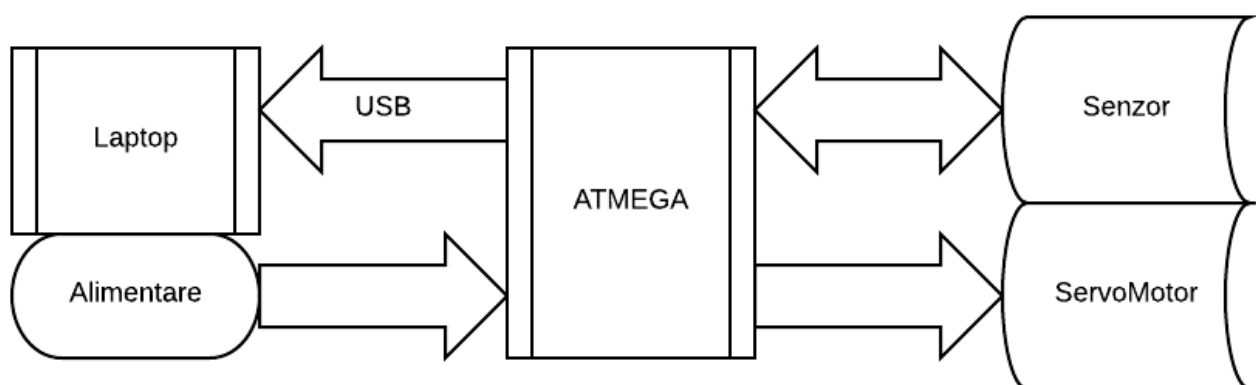 Laptop
USB
ATMEGA
Senzor
Alimentare
ServoMotor